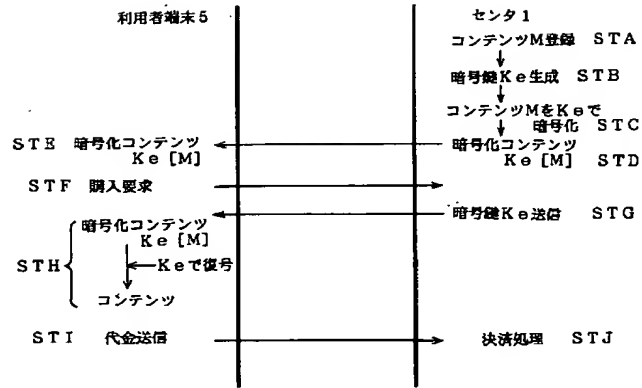 利用者端末5
センタ1
コンテンツM登録 STA
暗号鍵Ke生成 STB
コンテンツMをKeで
暗号化 STC
STE 暗号化コンテンツ
Ke [M]
暗号化コンテンツ
Ke [M] STD
STF 購入要求
暗号鍵Ke送信 STG
暗号化コンテンツ
Ke [M]
STH
Keで復号
コンテンツ
STI 代金送信
決済処理 STJ